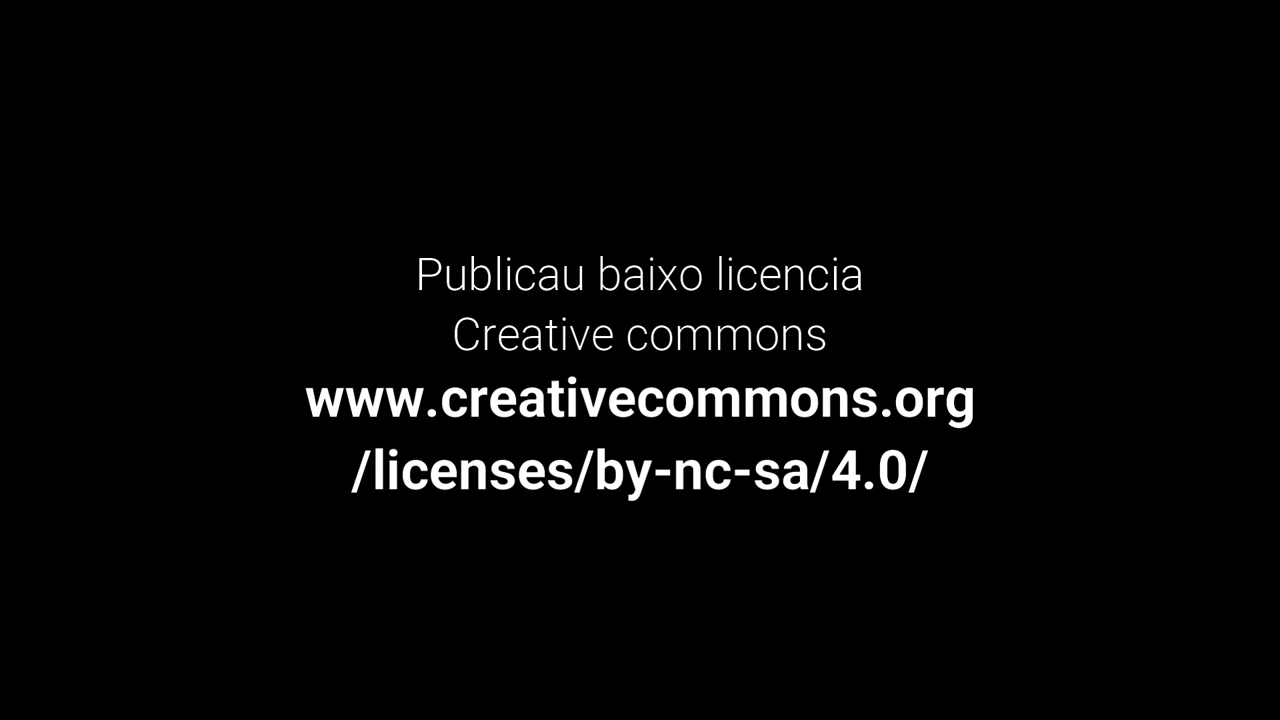 Publicau baixo licencia
Creative commons
www.creativecommons.org
/licenses/by-nc-sa/4.0/